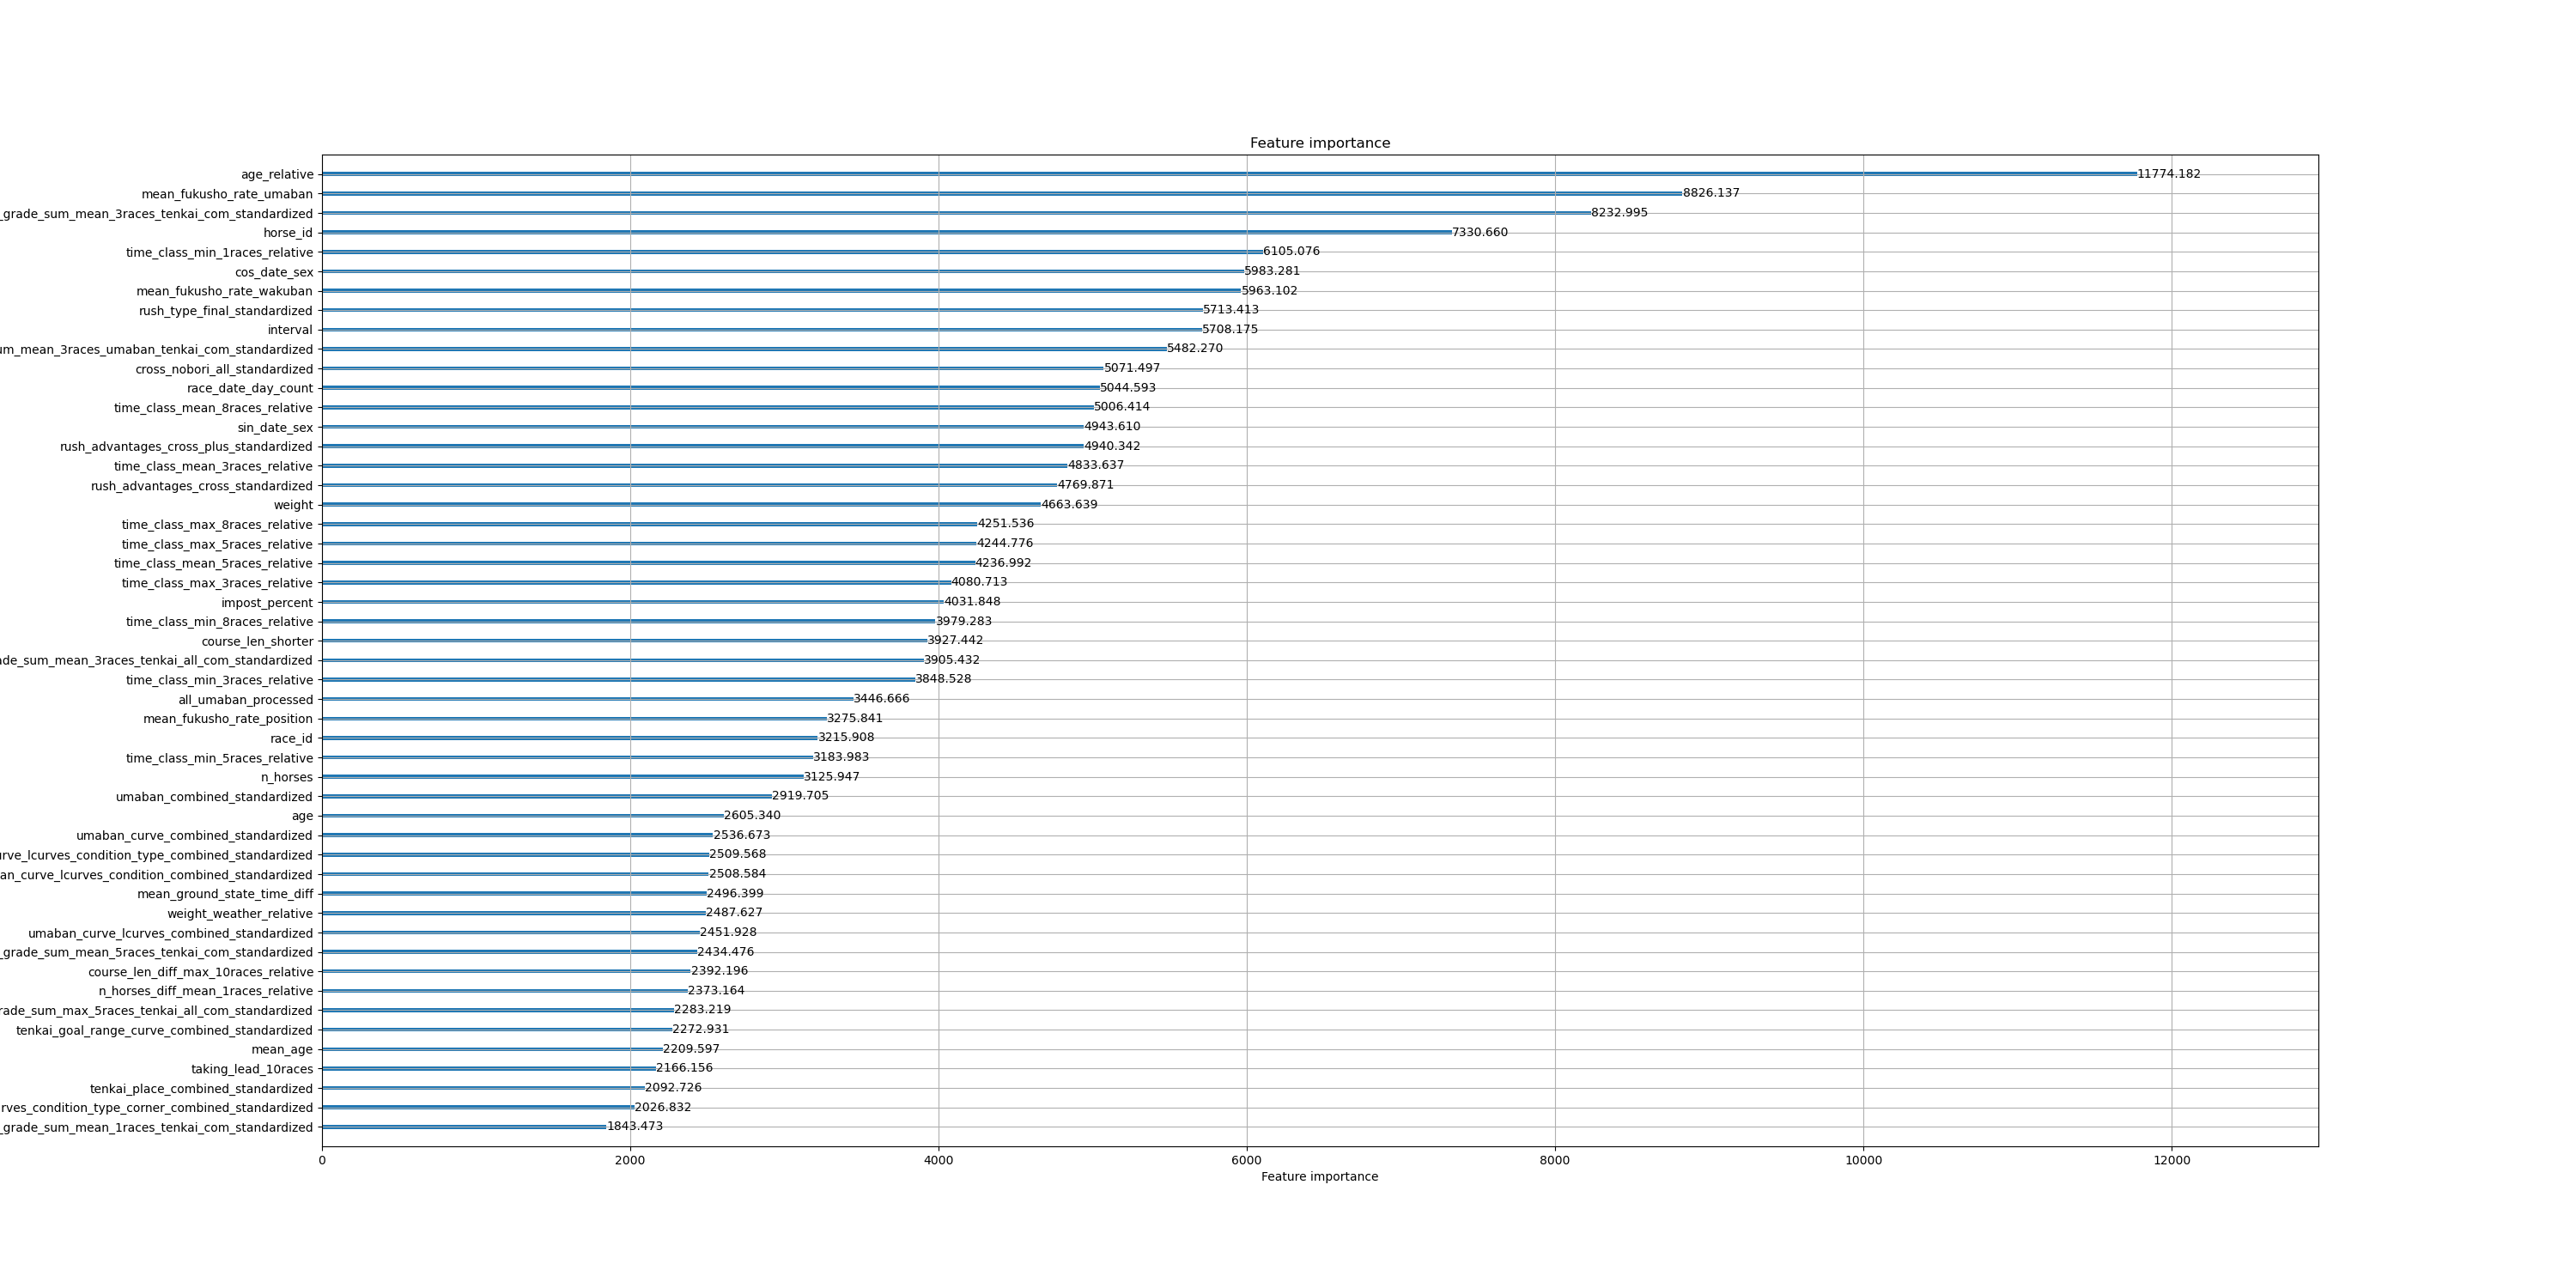 Feature importance
age_relative 11774.182
mean_fukusho_rate_umaban 8826.137
_grade_sum_mean_3races_tenkai_com_standardized 8232.995
horse_id 7330.660
time_class_min_1races_relative 6105.076
cos_date_sex 5983.281
mean_fukusho_rate_wakuban 5963.102
rush_type_final_standardized 5713.413
interval 5708.175
um_mean_3races_umaban_tenkai_com_standardized 5482.270
cross_nobori_all_standardized 5071.497
race_date_day_count 5044.593
time_class_mean_8races_relative 5006.414
sin_date_sex 4943.610
rush_advantages_cross_plus_standardized 4940.342
time_class_mean_3races_relative 4833.637
rush_advantages_cross_standardized 4769.871
weight 4663.639
time_class_max_8races_relative 4251.536
time_class_max_5races_relative 4244.776
time_class_mean_5races_relative 4236.992
time_class_max_3races_relative 4080.713
impost_percent 4031.848
time_class_min_8races_relative 3979.283
course_len_shorter 3927.442
ade_sum_mean_3races_tenkai_all_com_standardized 3905.432
time_class_min_3races_relative 3848.528
all_umaban_processed 3446.666
mean_fukusho_rate_position 3275.841
race_id 3215.908
time_class_min_5races_relative 3183.983
n_horses 3125.947
umaban_combined_standardized 2919.705
age 2605.340
umaban_curve_combined_standardized 2536.673
urve_lcurves_condition_type_combined_standardized 2509.568
an_curve_lcurves_condition_combined_standardized 2508.584
mean_ground_state_time_diff 2496.399
weight_weather_relative 2487.627
umaban_curve_lcurves_combined_standardized 2451.928
_grade_sum_mean_5races_tenkai_com_standardized 2434.476
course_len_diff_max_10races_relative 2392.196
n_horses_diff_mean_1races_relative 2373.164
rade_sum_max_5races_tenkai_all_com_standardized 2283.219
tenkai_goal_range_curve_combined_standardized 2272.931
mean_age 2209.597
taking_lead_10races 2166.156
tenkai_place_combined_standardized 2092.726
rves_condition_type_corner_combined_standardized 2026.832
_grade_sum_mean_1races_tenkai_com_standardized 1843.473
0 2000 4000 6000 8000 10000 12000
Feature importance